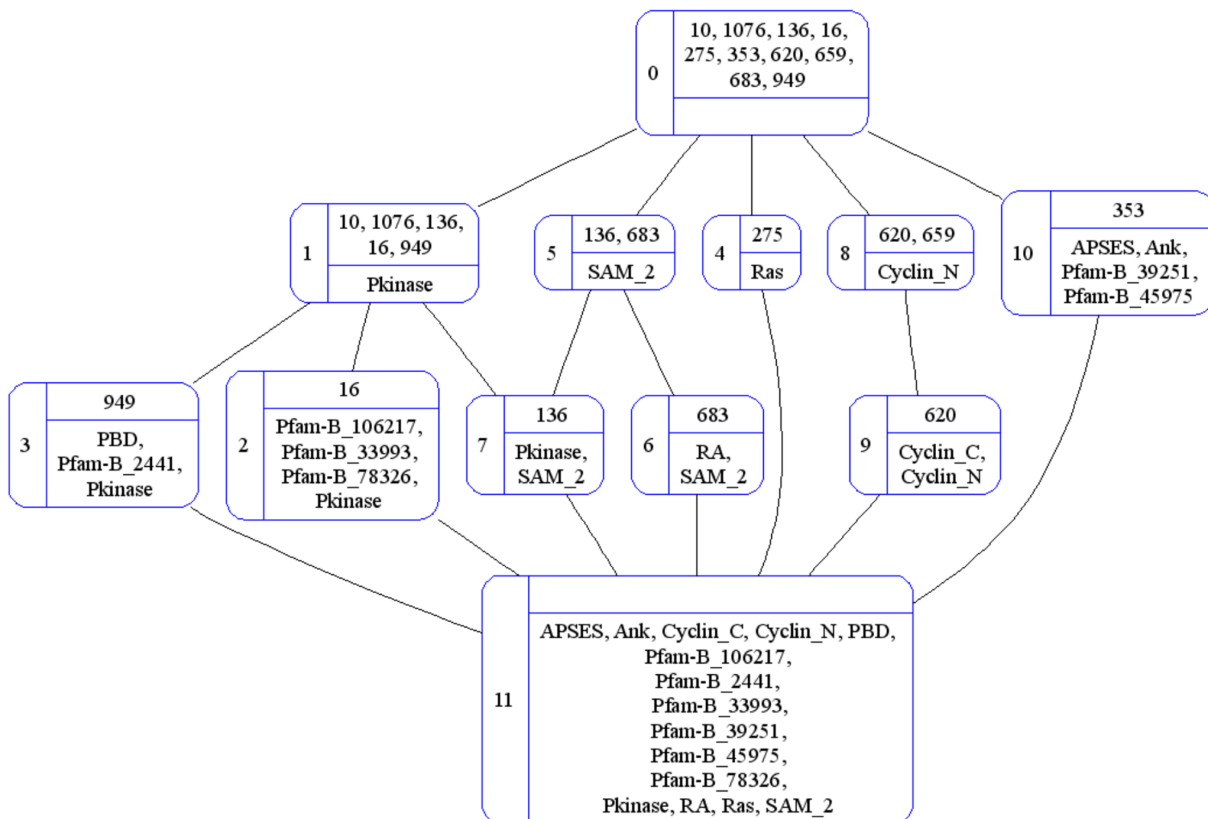 10, 1076, 136, 16,
275, 353, 620, 659,
683, 949
0
10, 1076, 136,
16, 949
1
Pkinase
136, 683
5
SAM_2
275
4
Ras
620, 659
8
Cyclin_N
353
10
APSES, Ank,
Pfam-B_39251,
Pfam-B_45975
949
3
PBD,
Pfam-B_2441,
Pkinase
16
2
Pfam-B_106217,
Pfam-B_33993,
Pfam-B_78326,
Pkinase
136
7
Pkinase,
SAM_2
683
6
RA,
SAM_2
620
9
Cyclin_C,
Cyclin_N
11
APSES, Ank, Cyclin_C, Cyclin_N, PBD,
Pfam-B_106217,
Pfam-B_2441,
Pfam-B_33993,
Pfam-B_39251,
Pfam-B_45975,
Pfam-B_78326,
Pkinase, RA, Ras, SAM_2